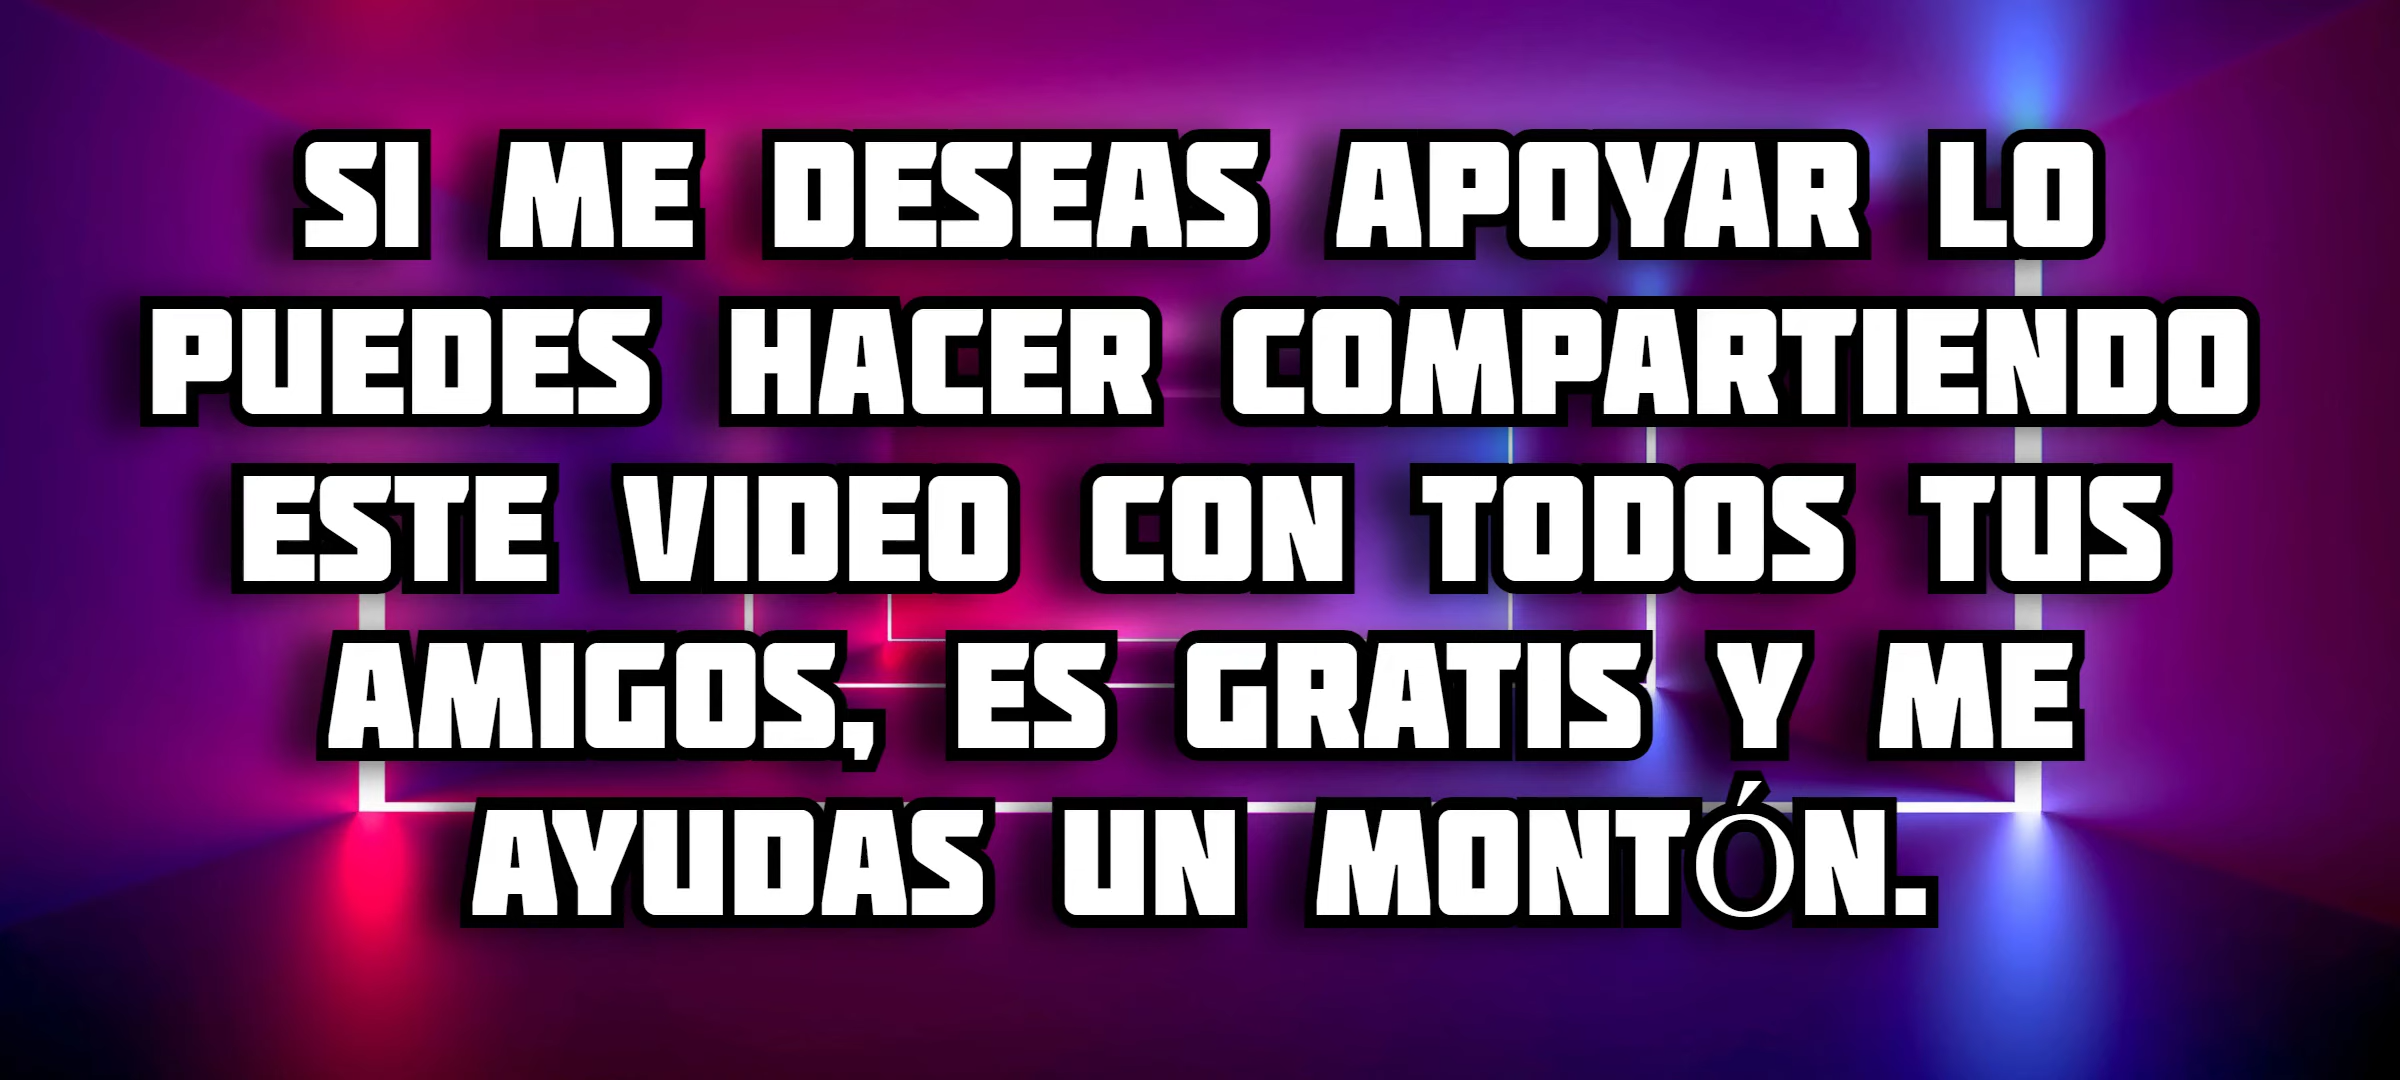 SI ME DESEAS APOYAR LO
PUEDES HACER COMPARTIENDO
ESTE VIDEO CON TODOS TUS
AMIGOS, ES GRATIS Y ME
AYUDAS UN MONTÓN.